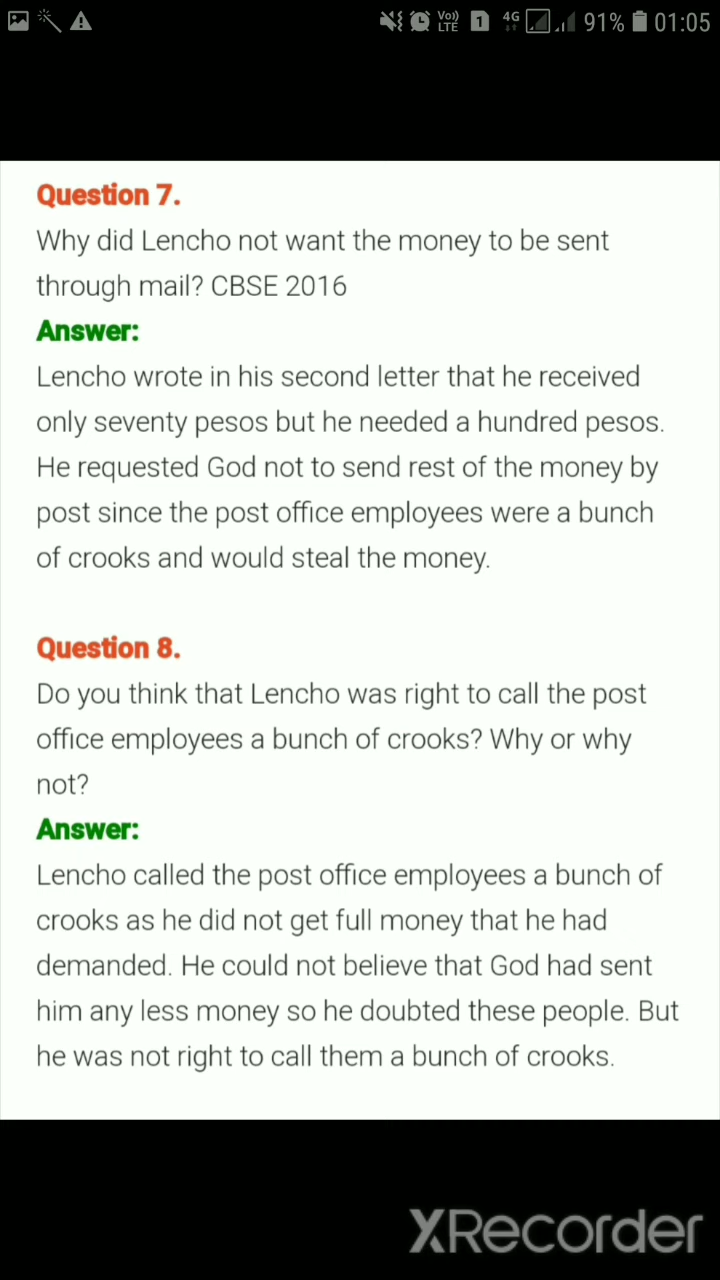 Vo)) 4G 91% 01:05
LTE 1
Question 7.
Why did Lencho not want the money to be sent
through mail? CBSE 2016
Answer:
Lencho wrote in his second letter that he received
only seventy pesos but he needed a hundred pesos.
He requested God not to send rest of the money by
post since the post office employees were a bunch
of crooks and would steal the money.
Question 8.
Do you think that Lencho was right to call the post
office employees a bunch of crooks? Why or why
not?
Answer:
Lencho called the post office employees a bunch of
crooks as he did not get full money that he had
demanded. He could not believe that God had sent
him any less money so he doubted these people. But
he was not right to call them a bunch of crooks.
XRecorder